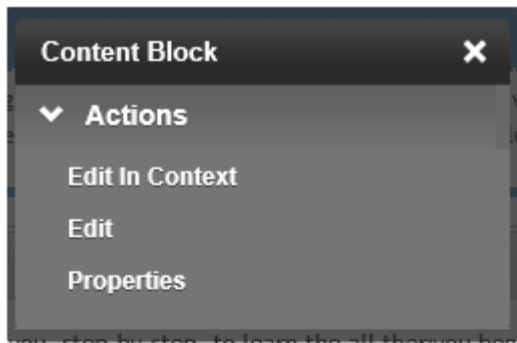 Content Block
Actions
Edit In Context
Edit
Properties